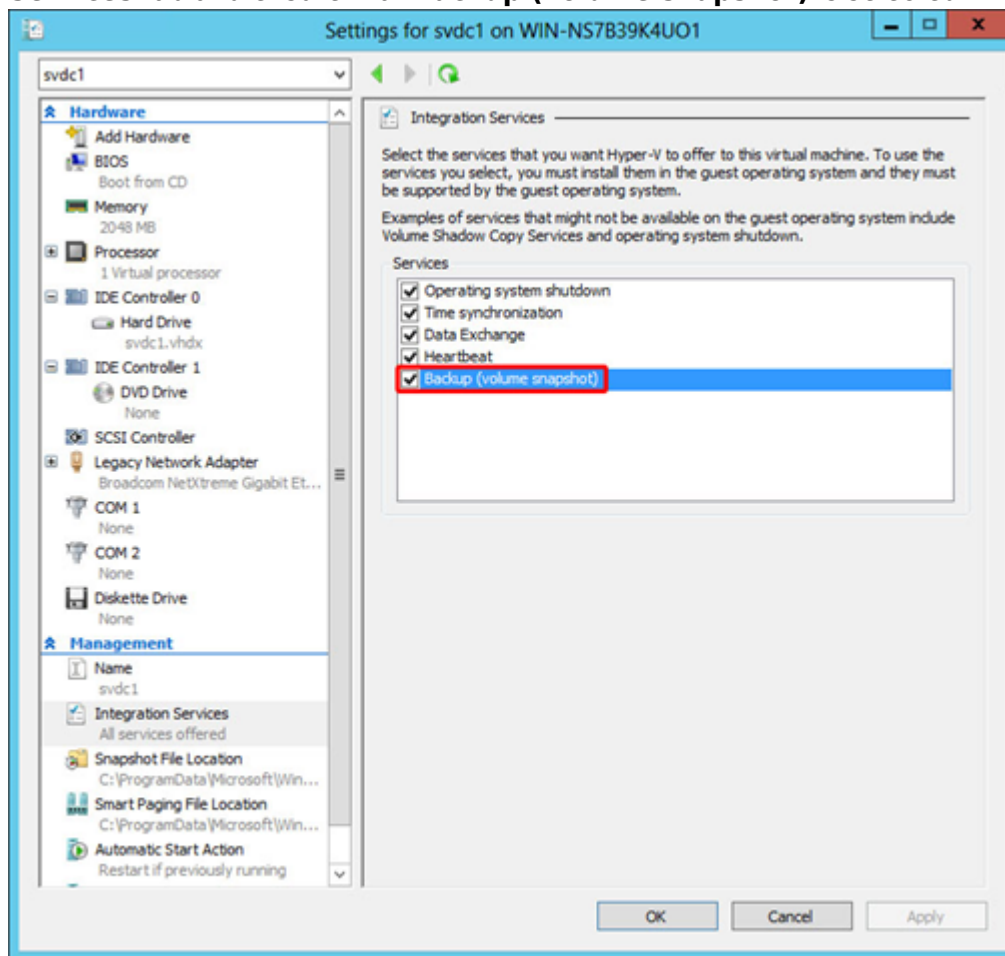 Settings for svdc1 on WIN-NS7B39K4UO1
svdc1
Hardware
Add Hardware
BIOS
Boot from CD
Memory
2048 MB
Processor
1 Virtual processor
IDE Controller 0
Hard Drive
svdc1.vhdx
IDE Controller 1
DVD Drive
None
SCSI Controller
Legacy Network Adapter
Broadcom NetXtreme Gigabit Et...
COM 1
None
COM 2
None
Diskette Drive
None
Management
Name
svdc1
Integration Services
All services offered
Snapshot File Location
C:\ProgramData\Microsoft\Win...
Smart Paging File Location
C:\ProgramData\Microsoft\Win...
Automatic Start Action
Restart if previously running
Integration Services
Select the services that you want Hyper-V to offer to this virtual machine. To use the
services you select, you must install them in the guest operating system and they must
be supported by the guest operating system.
Examples of services that might not be available on the guest operating system include
Volume Shadow Copy Services and operating system shutdown.
Services
Operating system shutdown
Time synchronization
Data Exchange
Heartbeat
Backup (volume snapshot)
OK
Cancel
Apply